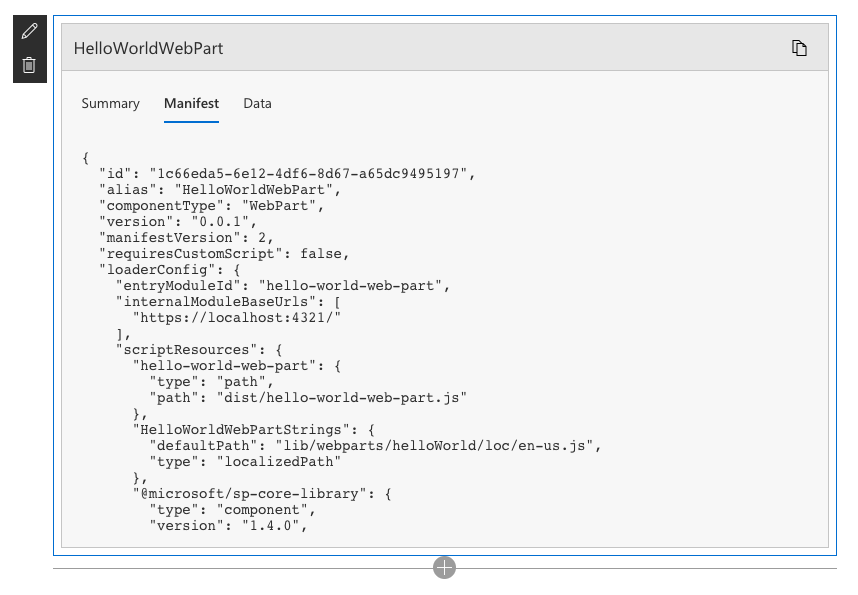 HelloWorldWebPart
Summary Manifest Data
{
  "id": "1c66eda5-6e12-4df6-8d67-a65dc9495197",
  "alias": "HelloWorldWebPart",
  "componentType": "WebPart",
  "version": "0.0.1",
  "manifestVersion": 2,
  "requiresCustomScript": false,
  "loaderConfig": {
    "entryModuleId": "hello-world-web-part",
    "internalModuleBaseUrls": [
      "https://localhost:4321/"
    ],
    "scriptResources": {
      "hello-world-web-part": {
        "type": "path",
        "path": "dist/hello-world-web-part.js"
      },
      "HelloWorldWebPartStrings": {
        "defaultPath": "lib/webparts/helloWorld/loc/en-us.js",
        "type": "localizedPath"
      },
      "@microsoft/sp-core-library": {
        "type": "component",
        "version": "1.4.0",